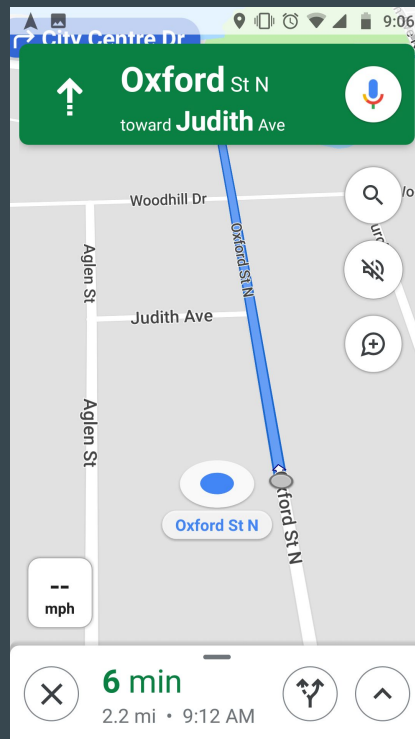 9:06
City Centre Dr
Oxford St N
toward Judith Ave
Woodhill Dr
Oxford St N
Aglen St
Judith Ave
Aglen St
Oxford St N
Oxford St N
--
mph
6 min
2.2 mi • 9:12 AM